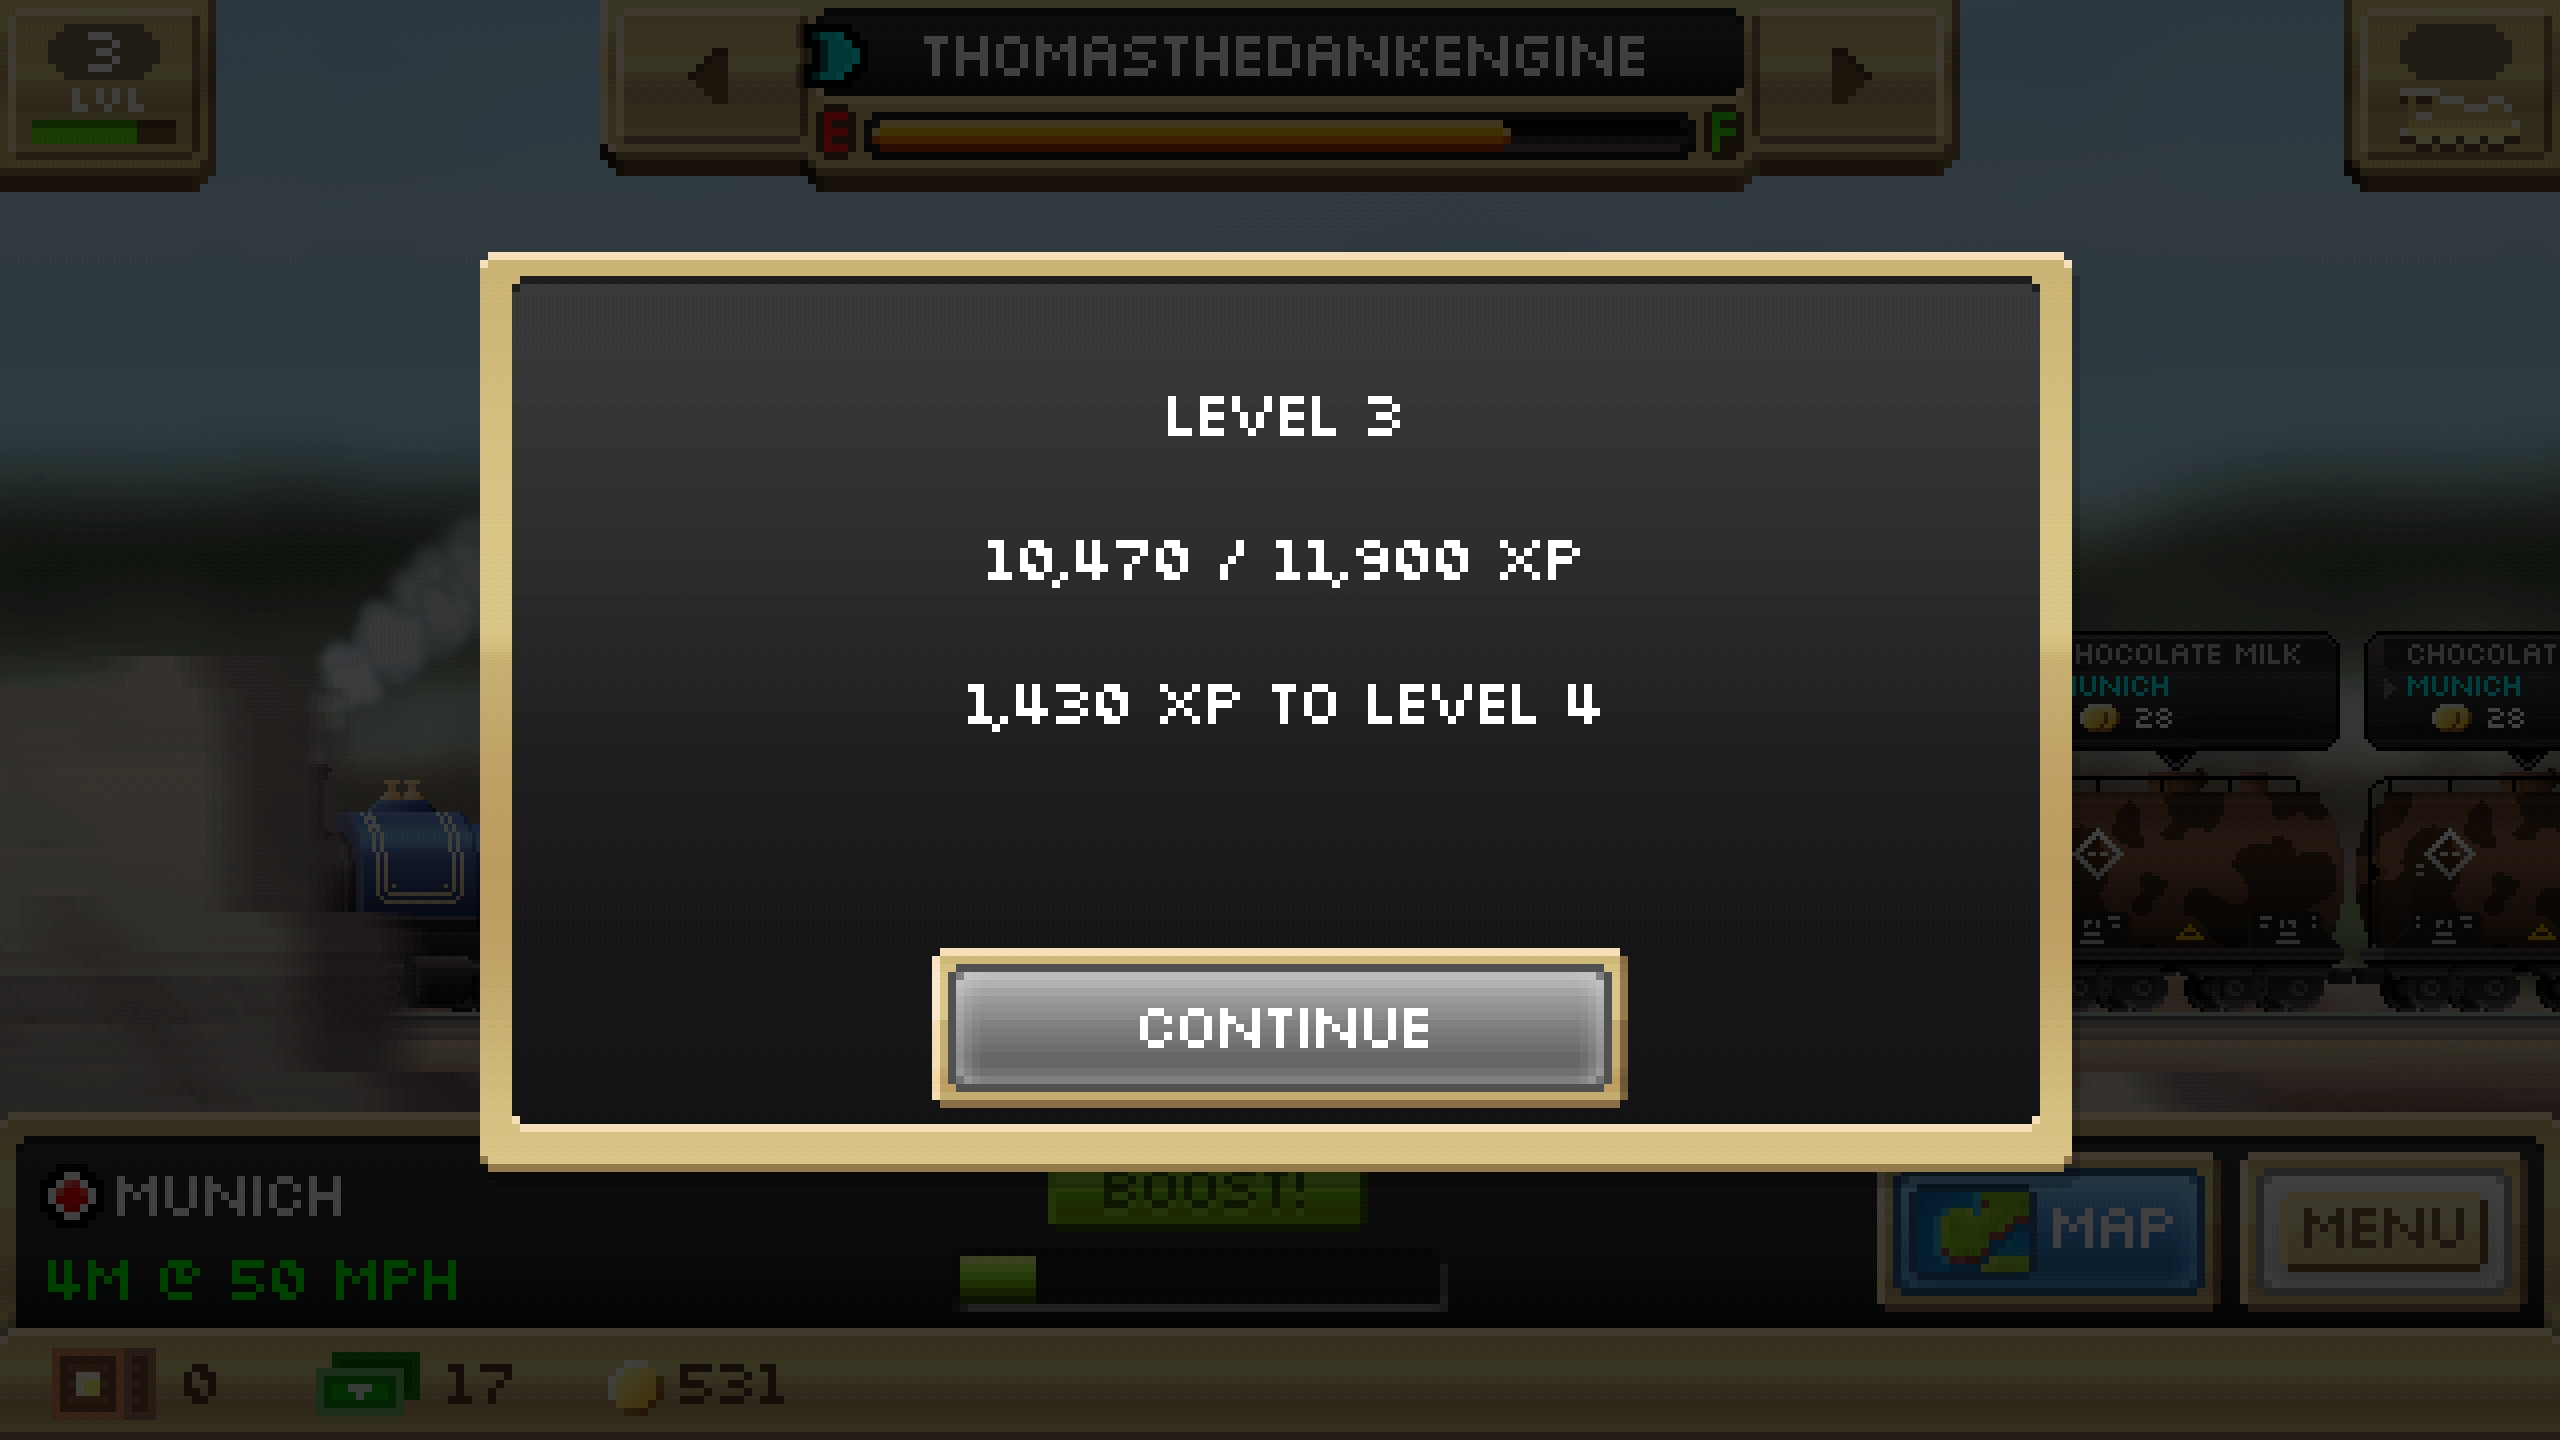 3
LVL
THOMASTHEDANKENGINE
E
F
LEVEL 3
10,470 / 11,900 XP
1,430 XP TO LEVEL 4
CONTINUE
HOCOLATE MILK
UNICH
28
CHOCOLAT
MUNICH
28
MUNICH
4M @ 50 MPH
BOOST!
MAP
MENU
0
17
531